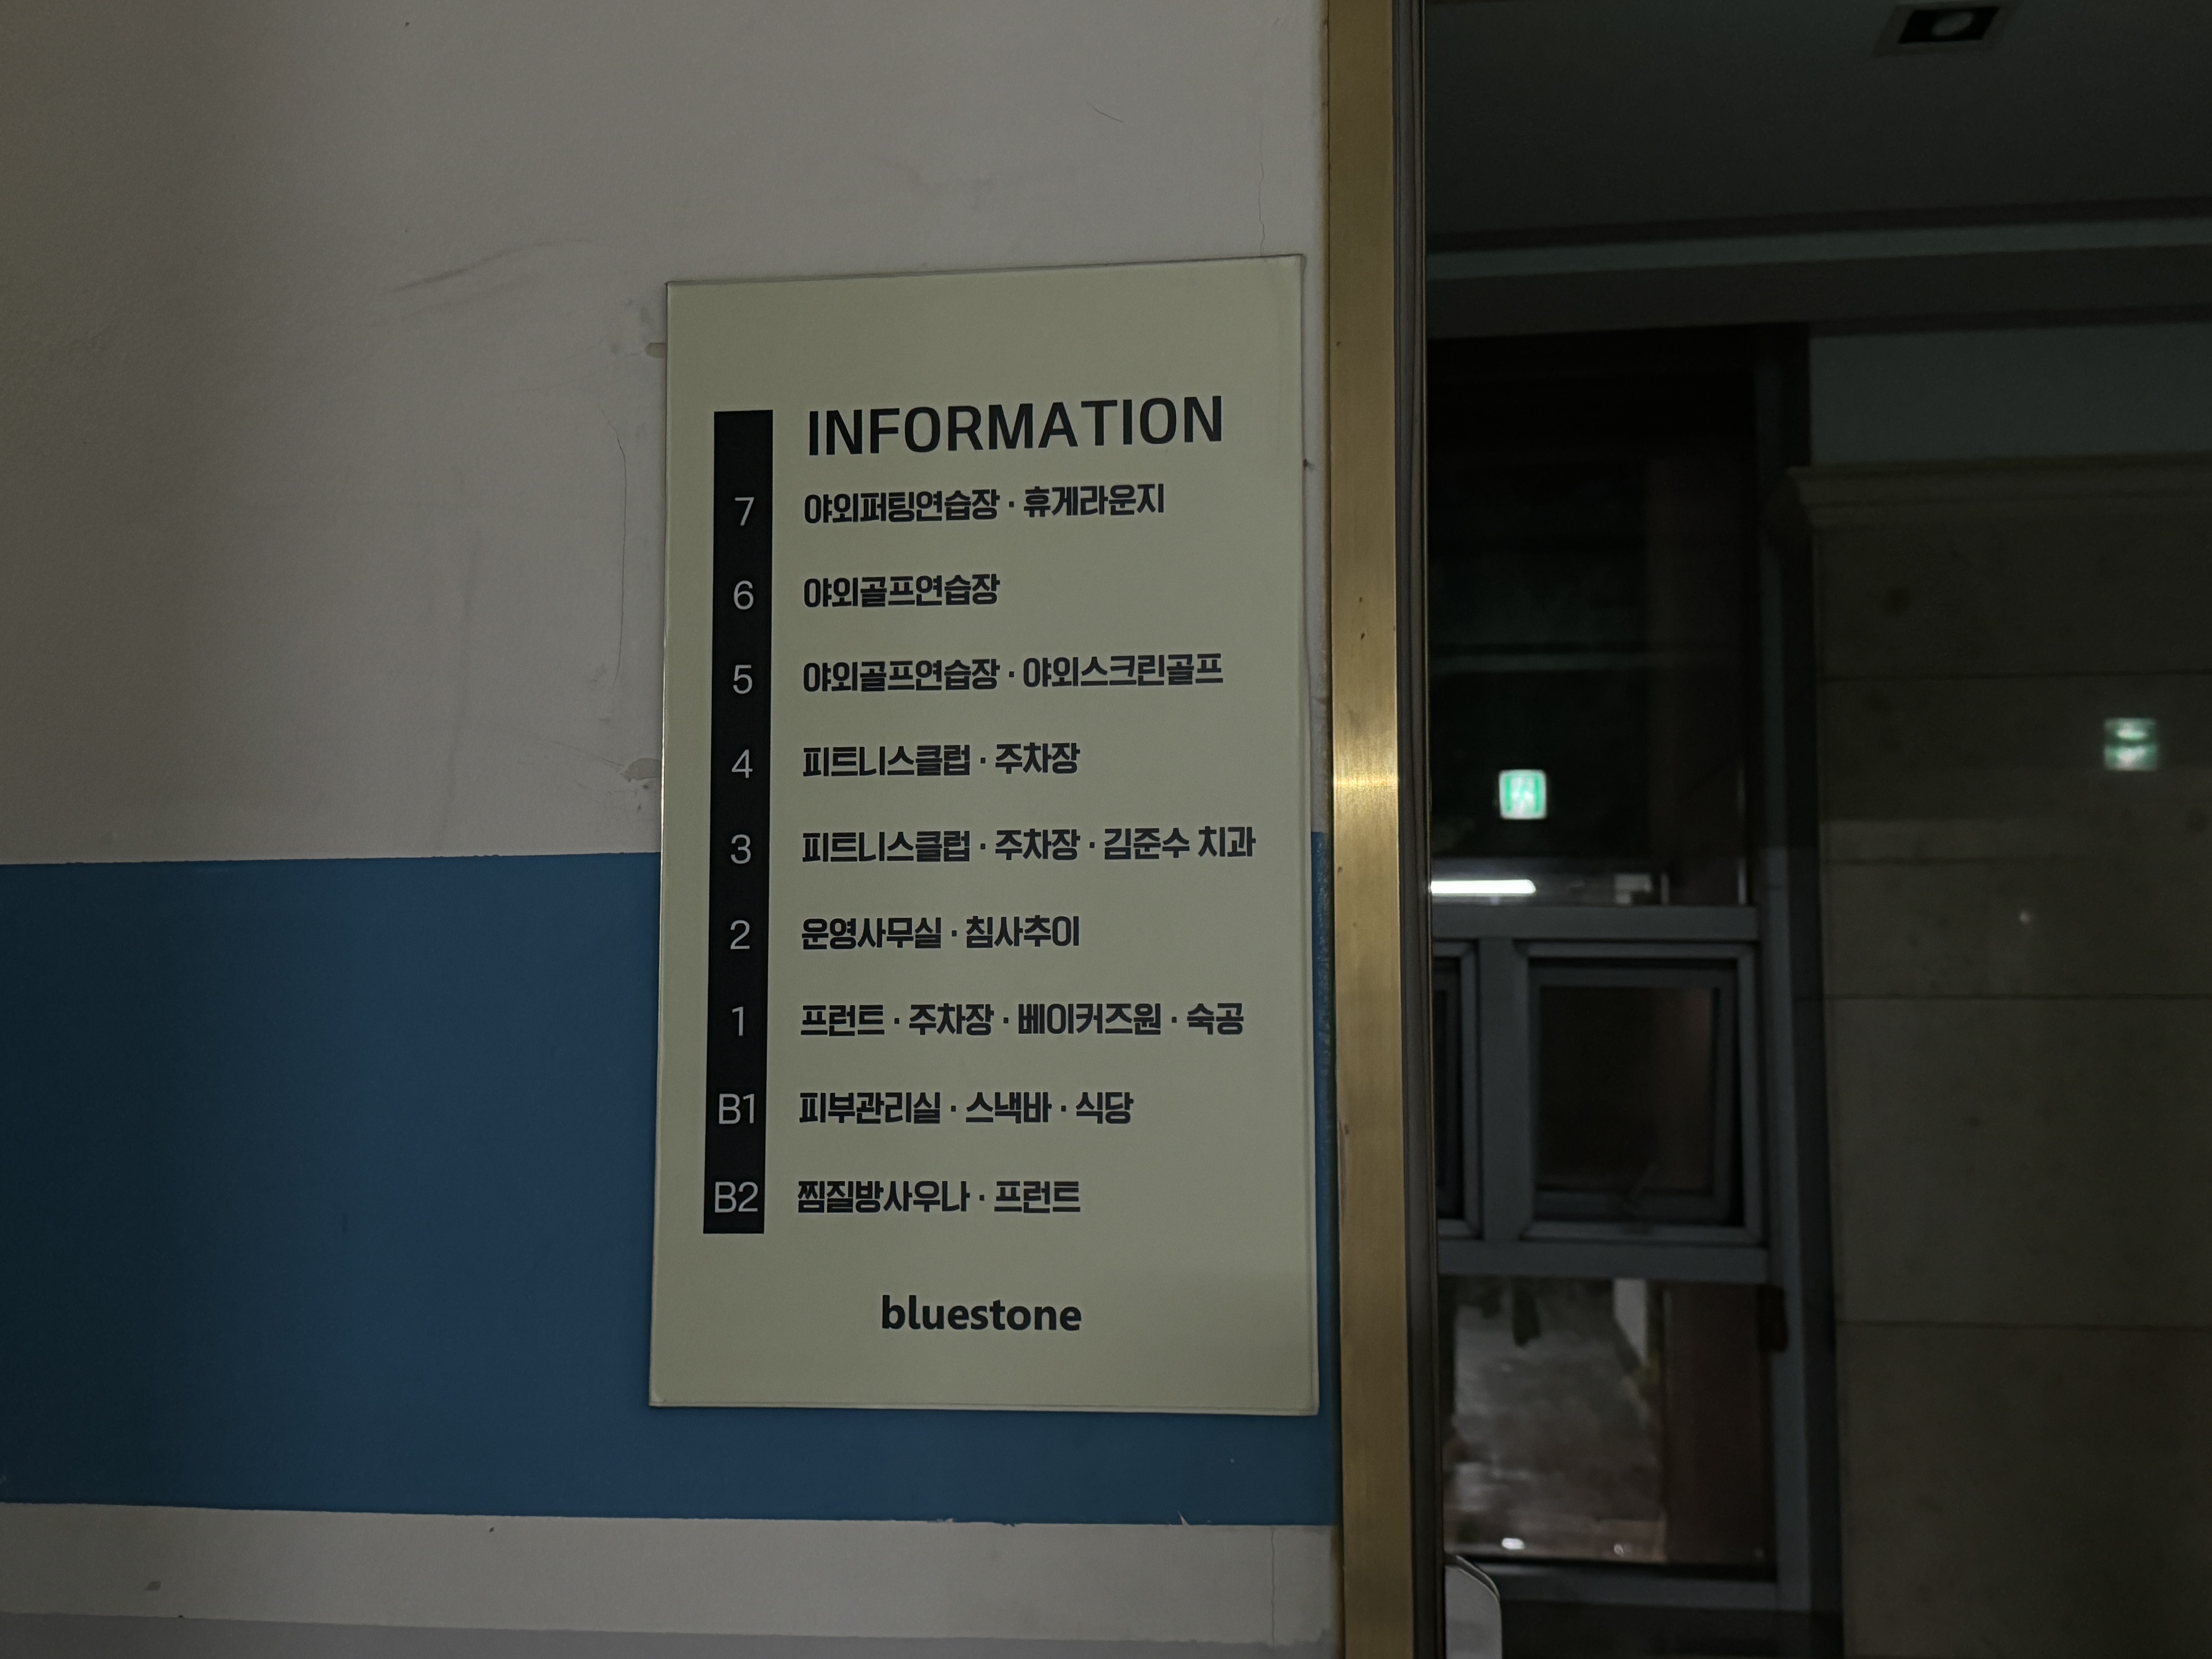 INFORMATION
7 야외퍼팅연습장 · 휴게라운지
6 야외골프연습장
5 야외골프연습장 · 야외스크린골프
4 피트니스클럽 · 주차장
3 피트니스클럽 · 주차장 · 김준수 치과
2 운영사무실 · 침사추이
1 프런트 · 주차장 · 베이커즈원 · 숙공
B1 피부관리실 · 스낵바 · 식당
B2 찜질방사우나 · 프런트
bluestone